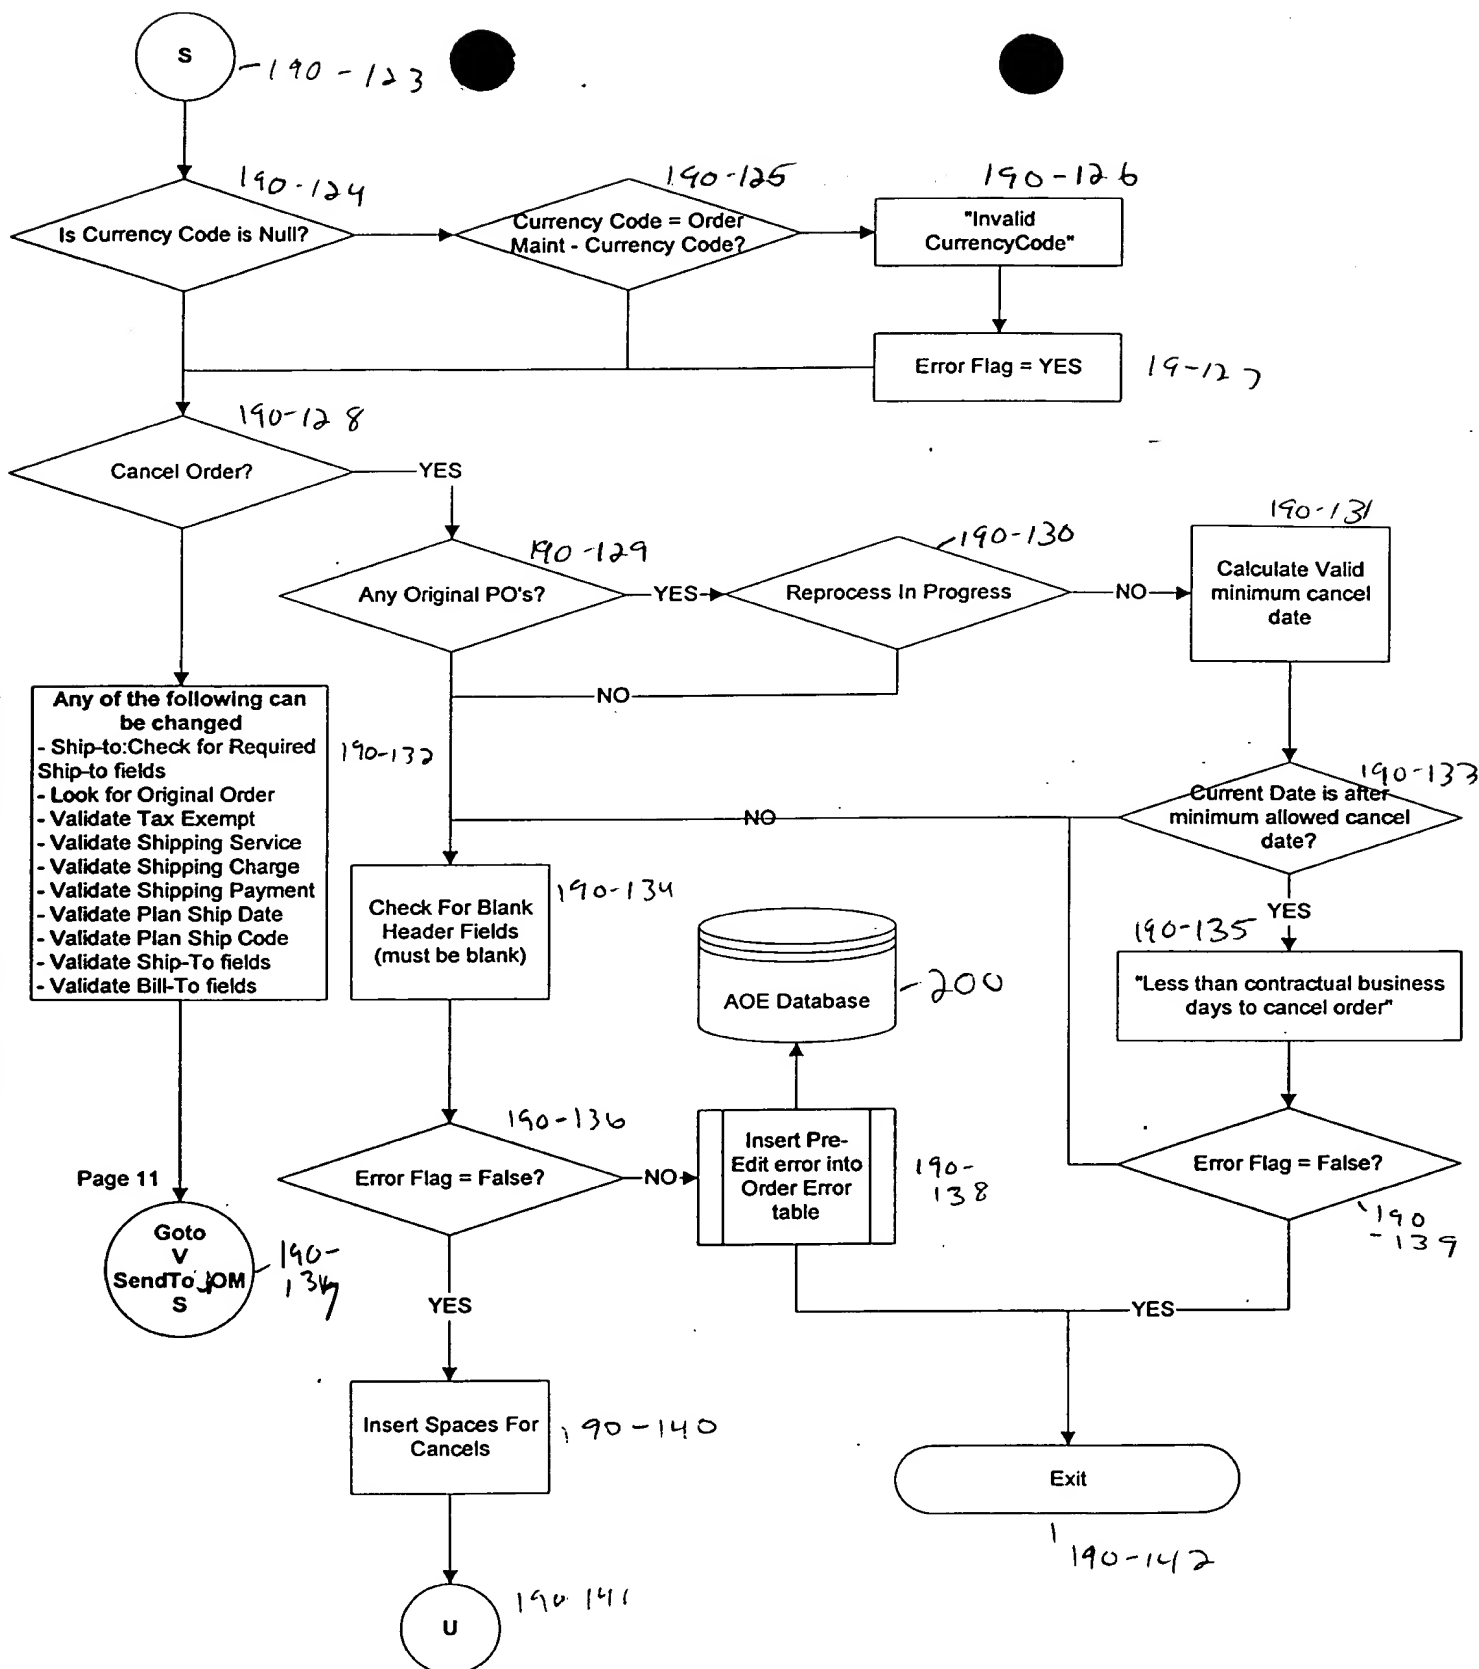 S
190-123
190-124
Is Currency Code is Null?
190-125
Currency Code = Order
Maint - Currency Code?
190-126
"Invalid
CurrencyCode"
Error Flag = YES
19-127
190-128
Cancel Order?
YES
190-129
Any Original PO's?
YES
190-130
Reprocess In Progress
NO
190-131
Calculate Valid
minimum cancel
date
NO
Any of the following can
be changed
- Ship-to:Check for Required
Ship-to fields
- Look for Original Order
- Validate Tax Exempt
- Validate Shipping Service
- Validate Shipping Charge
- Validate Shipping Payment
- Validate Plan Ship Date
- Validate Plan Ship Code
- Validate Ship-To fields
- Validate Bill-To fields
190-132
190-133
Current Date is after
minimum allowed cancel
date?
NO
YES
190-134
Check For Blank
Header Fields
(must be blank)
AOE Database
200
190-135
"Less than contractual business
days to cancel order"
190-136
Error Flag = False?
NO
Insert Pre-
Edit error into
Order Error
table
190-
138
Error Flag = False?
190
-139
Page 11
Goto
V
SendTo OM
S
190-
YES
YES
Insert Spaces For
Cancels
190-140
Exit
190-142
U
190-141